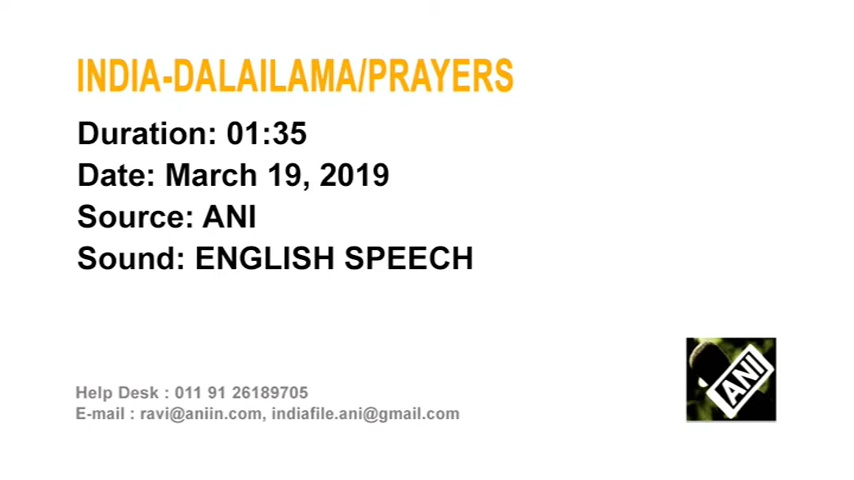 INDIA-DALAILAMA/PRAYERS
Duration: 01:35
Date: March 19, 2019
Source: ANI
Sound: ENGLISH SPEECH
ANI
Help Desk : 011 91 26189705
E-mail : ravi@aniin.com, indiafile.ani@gmail.com